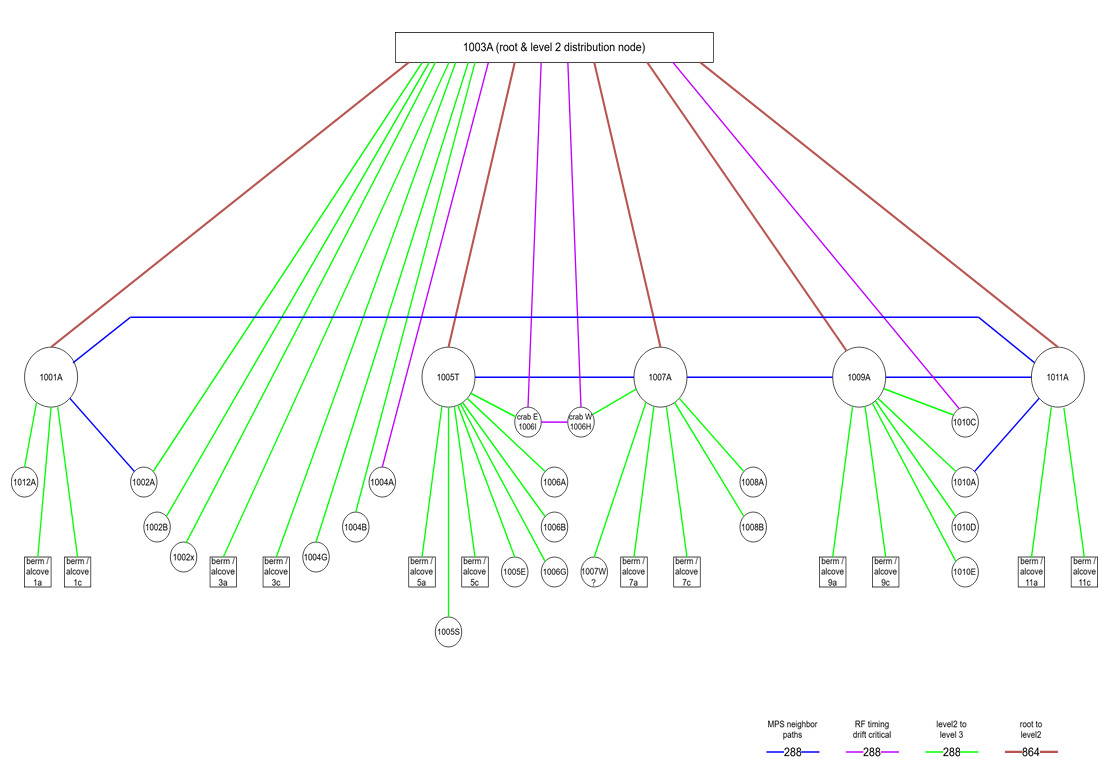 1003A (root & level 2 distribution node)
1001A
1005T
1007A
1009A
1011A
crab E
1006I
crab W
1006H
1010C
1012A
1002A
1004A
1006A
1008A
1010A
1002B
1004B
1006B
1008B
1010D
1002x
1004G
1005E
1006G
1007W
?
1010E
berm /
alcove
1a
berm /
alcove
1c
berm /
alcove
3a
berm /
alcove
3c
berm /
alcove
5a
berm /
alcove
5c
berm /
alcove
7a
berm /
alcove
7c
berm /
alcove
9a
berm /
alcove
9c
berm /
alcove
11a
berm /
alcove
11c
1005S
MPS neighbor
paths
288
RF timing
drift critical
288
level2 to
level 3
288
root to
level2
864